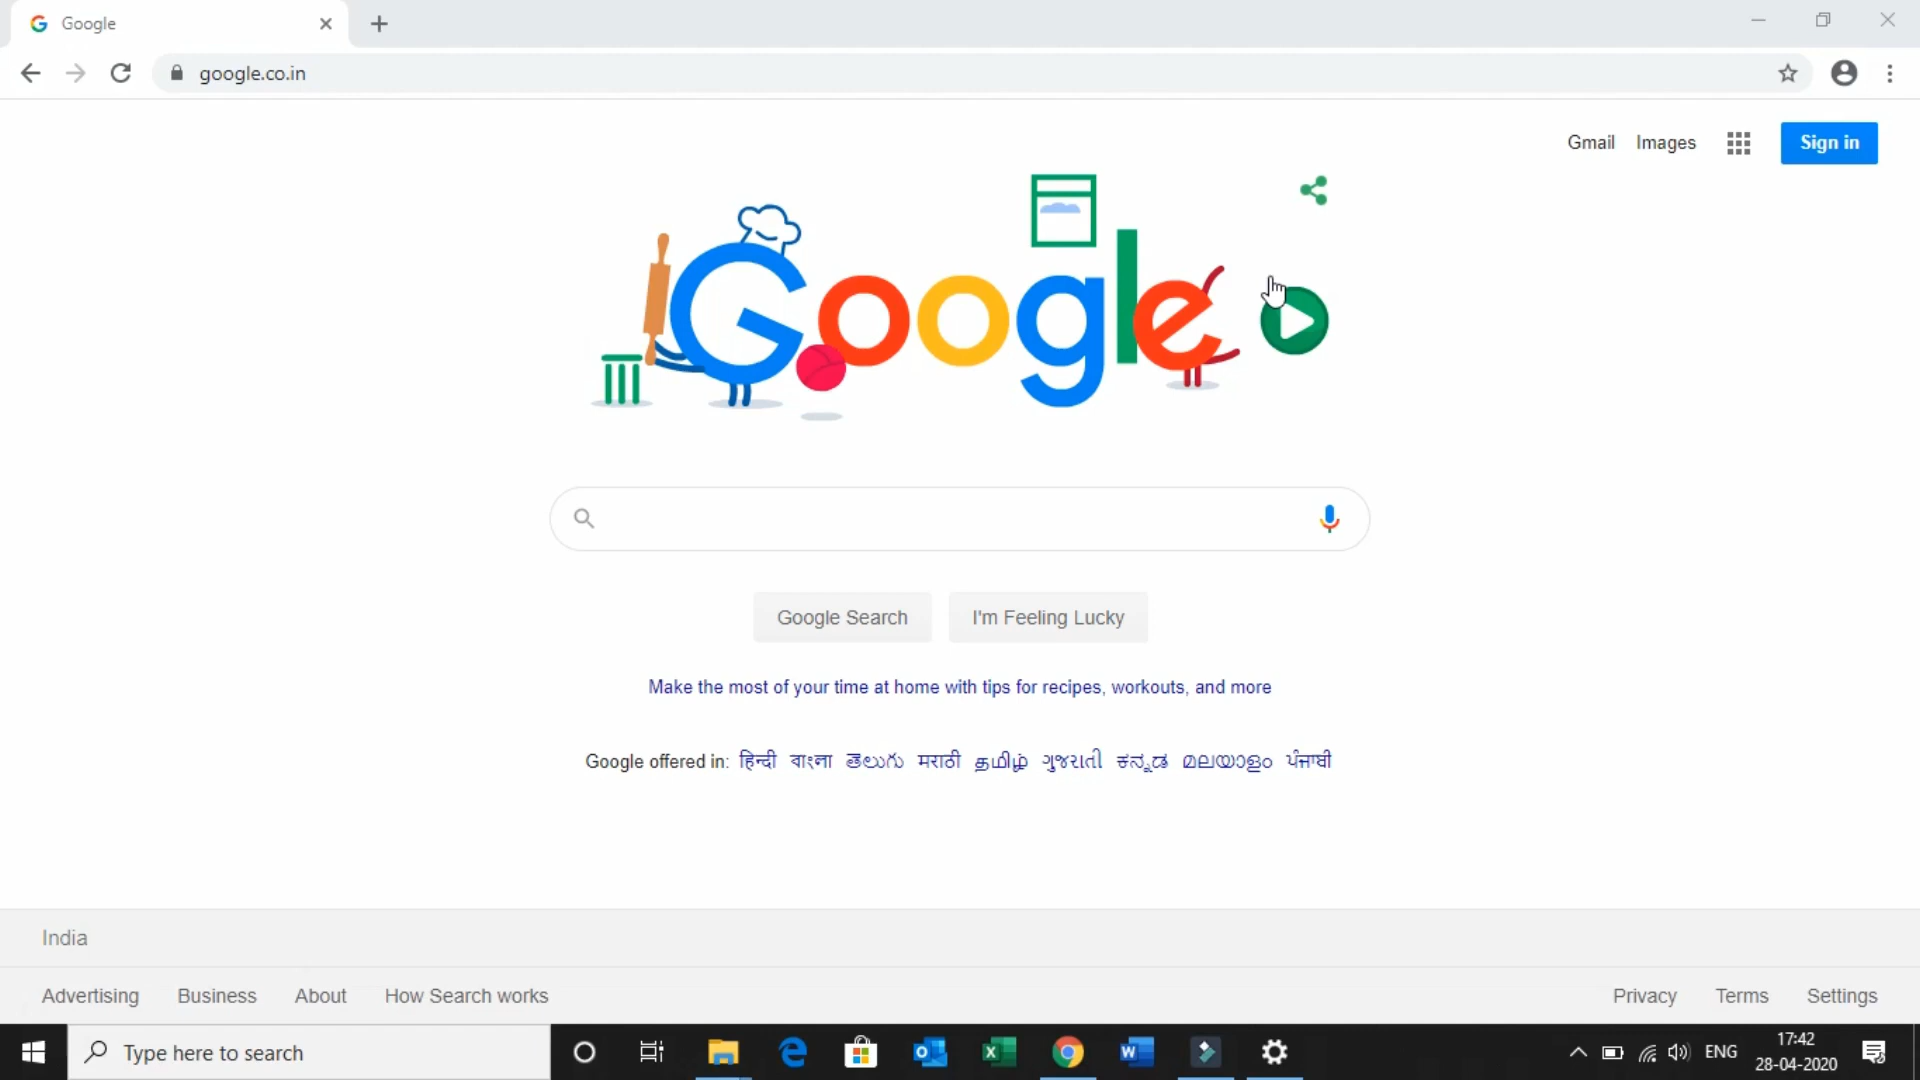 Google
google.co.in
Gmail Images Sign in
Google
Google Search I'm Feeling Lucky
Make the most of your time at home with tips for recipes, workouts, and more
Google offered in: हिन्दी বাংলা తెలుగు मराठी தமிழ் ગુજરાતી ಕನ್ನಡ മലയാളം ਪੰਜਾਬੀ
India
Advertising Business About How Search works Privacy Terms Settings
Type here to search ENG 17:42
28-04-2020